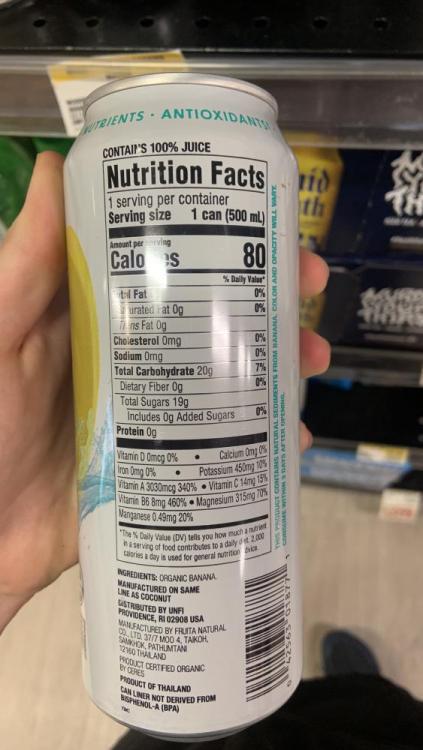 NUTRIENTS · ANTIOXIDANTS
CONTAINS 100% JUICE
Nutrition Facts
1 serving per container
Serving size 1 can (500 mL)
Amount per serving
Calories 80
% Daily Value*
Total Fat 0%
Saturated Fat 0g 0%
Trans Fat 0g
Cholesterol 0mg 0%
Sodium 0mg 0%
Total Carbohydrate 20g 7%
Dietary Fiber 0g 0%
Total Sugars 19g
Includes 0g Added Sugars 0%
Protein 0g
Vitamin D 0mcg 0% • Calcium 0mg 0%
Iron 0mg 0% • Potassium 450mg 10%
Vitamin A 3030mcg 340% • Vitamin C 14mg 15%
Vitamin B6 8mg 460% • Magnesium 315mg 70%
Manganese 0.49mg 20%
*The % Daily Value (DV) tells you how much a nutrient
in a serving of food contributes to a daily diet. 2,000
calories a day is used for general nutrition advice.
INGREDIENTS: ORGANIC BANANA.
MANUFACTURED ON SAME
LINE AS COCONUT
DISTRIBUTED BY UNFI
PROVIDENCE, RI 02908 USA
MANUFACTURED BY FRUITA NATURAL
CO., LTD. 37/7 MOO 4, TAIKOH,
SAMKHOK, PATHUMTANI
12160 THAILAND
PRODUCT CERTIFIED ORGANIC
BY CERES
PRODUCT OF THAILAND
CAN LINER NOT DERIVED FROM
BISPHENOL-A (BPA)
THIS PRODUCT CONTAINS NATURAL SEDIMENTS FROM BANANA. COLOR AND OPACITY WILL VARY.
CONSUME WITHIN 3 DAYS AFTER OPENING.